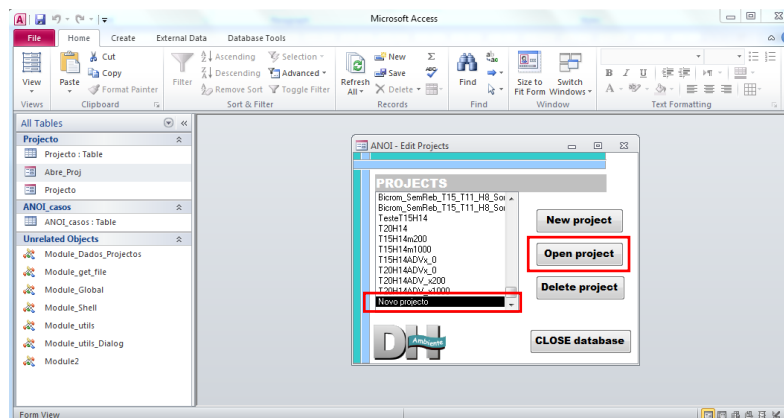 Microsoft Access
File Home Create External Data Database Tools
View
Views
Paste
Cut
Copy
Format Painter
Clipboard
Filter
Ascending
Descending
Remove Sort
Selection
Advanced
Toggle Filter
Sort & Filter
Refresh All
New
Save
Delete
Records
Find
Find
Size to Fit Form
Switch Windows
Window
B I U
A
Text Formatting
All Tables
Projecto
Projecto : Table
Abre_Proj
Projecto
ANOI_casos
ANOI_casos : Table
Unrelated Objects
Module_Dados_Projectos
Module_get_file
Module_Global
Module_Shell
Module_utils
Module_utils_Dialog
Module2
ANOI - Edit Projects
PROJECTS
Bicrom_SemReb_T15_T11_H8_Sor
Bicrom_SemReb_T15_T11_H8_Sor
TesteT15H14
T20H14
T15H14m200
T15H14m1000
T15H14ADVx_0
T20H14ADVx_0
T20H14ADV_x200
T20H14ADV_x1000
Novo projecto
New project
Open project
Delete project
CLOSE database
DH Ambiente
Form View